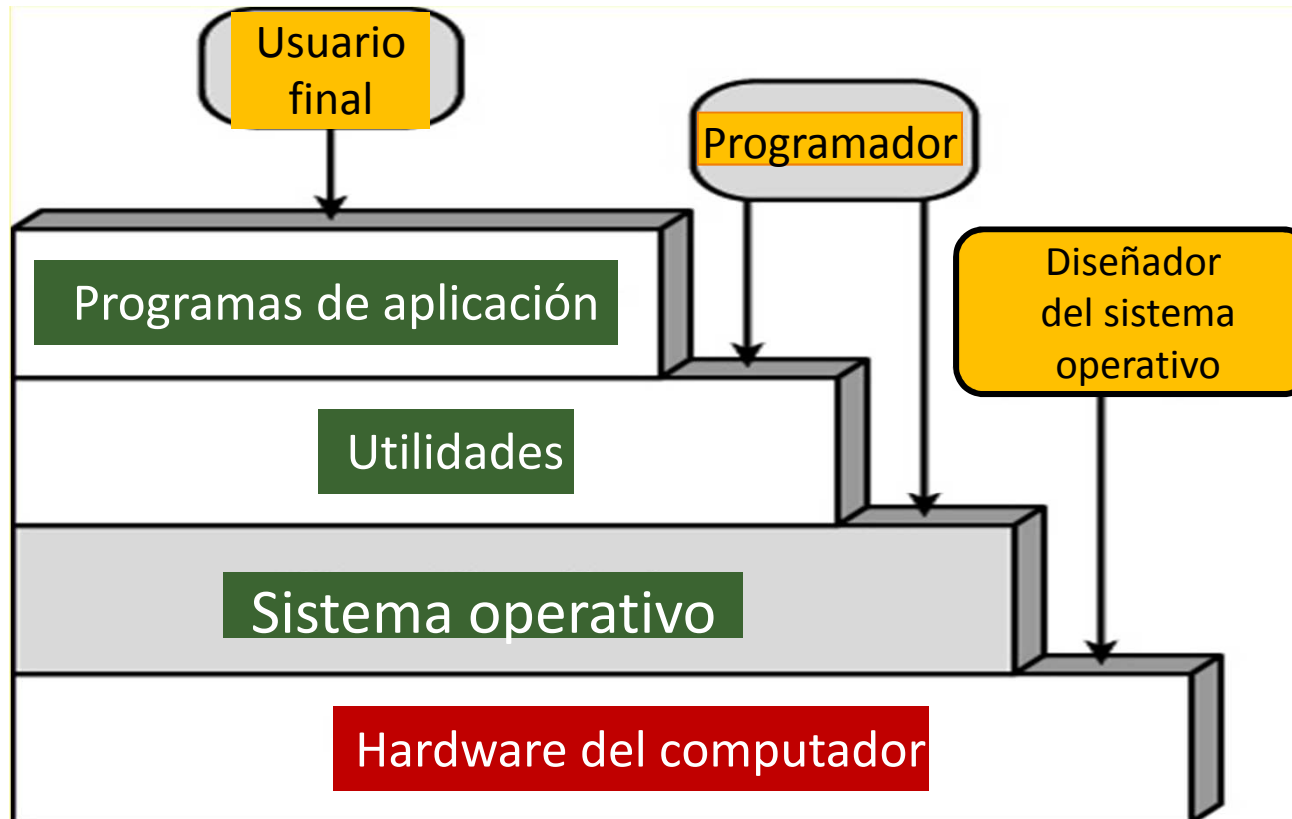 Usuario
final
Programador
Diseñador
del sistema
operativo
Programas de aplicación
Utilidades
Sistema operativo
Hardware del computador